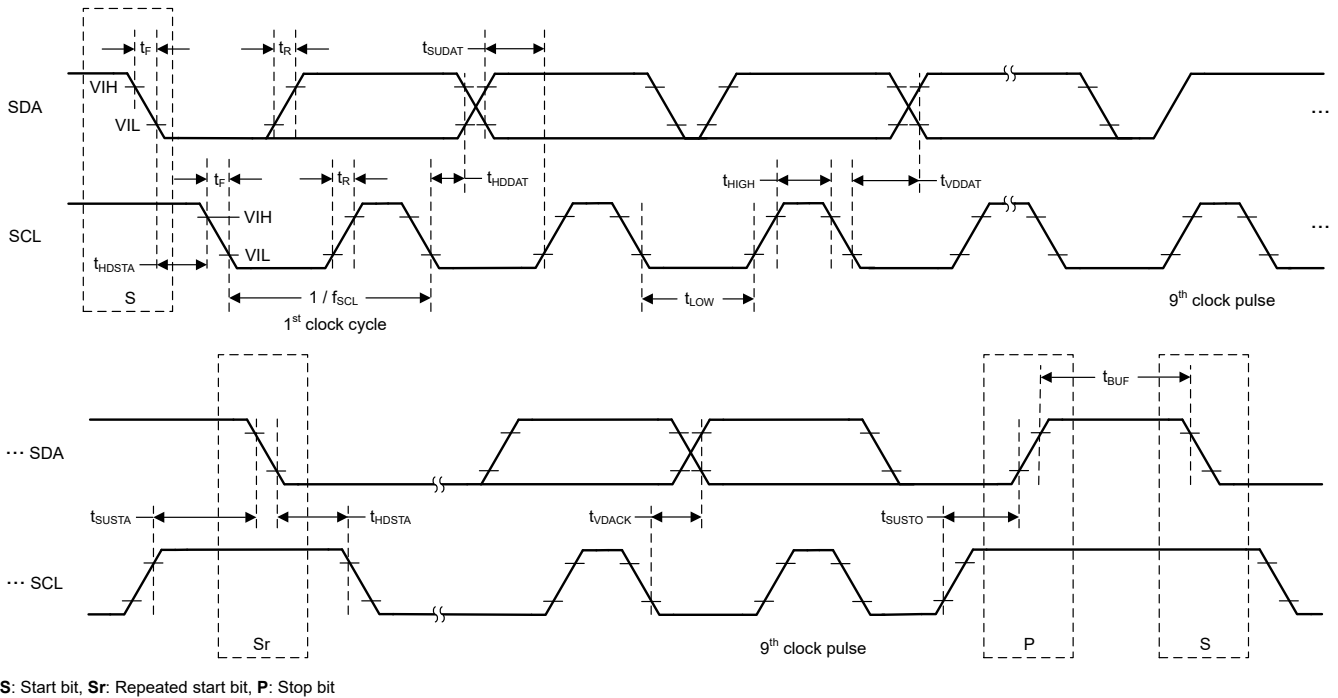 tF
tR
tSUDAT
VIH
SDA
VIL
...
tF
tR
tHDDAT
tHIGH
tVDDAT
VIH
SCL
VIL
...
tHDSTA
S
1 / fSCL
tLOW
9th clock pulse
1st clock cycle
tBUF
... SDA
tSUSTA
tHDSTA
tVDACK
tSUSTO
... SCL
Sr
9th clock pulse
P
S
S: Start bit, Sr: Repeated start bit, P: Stop bit